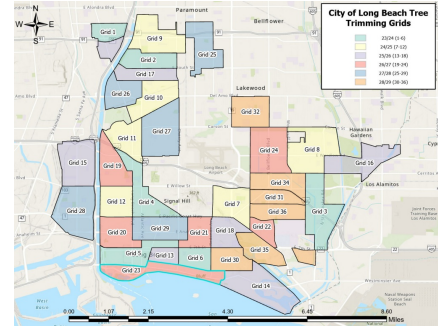 City of Long Beach Tree
Trimming Grids
23/24 (1-6)
24/25 (7-12)
25/26 (13-18)
26/27 (19-24)
27/28 (25-29)
28/29 (30-36)
N
W
E
S
Paramount
Bellflower
Grid 1
Grid 9
Grid 2
Grid 25
Grid 17
Grid 26
Grid 10
Lakewood
Grid 32
Grid 11
Grid 27
Hawaiian
Gardens
Grid 15
Grid 19
Grid 24
Grid 8
Grid 16
Long Beach
Airport
Los Alamitos
Grid 34
Grid 12
Grid 4
Signal Hill
Grid 7
Grid 31
Grid 28
Grid 36
Grid 3
Grid 20
Grid 29
Grid 21
Grid 18
Grid 22
Grid 5
Grid 13
Grid 6
Grid 30
Grid 35
Grid 23
Grid 14
0.00
1.07
2.15
4.30
6.45
8.60
Miles